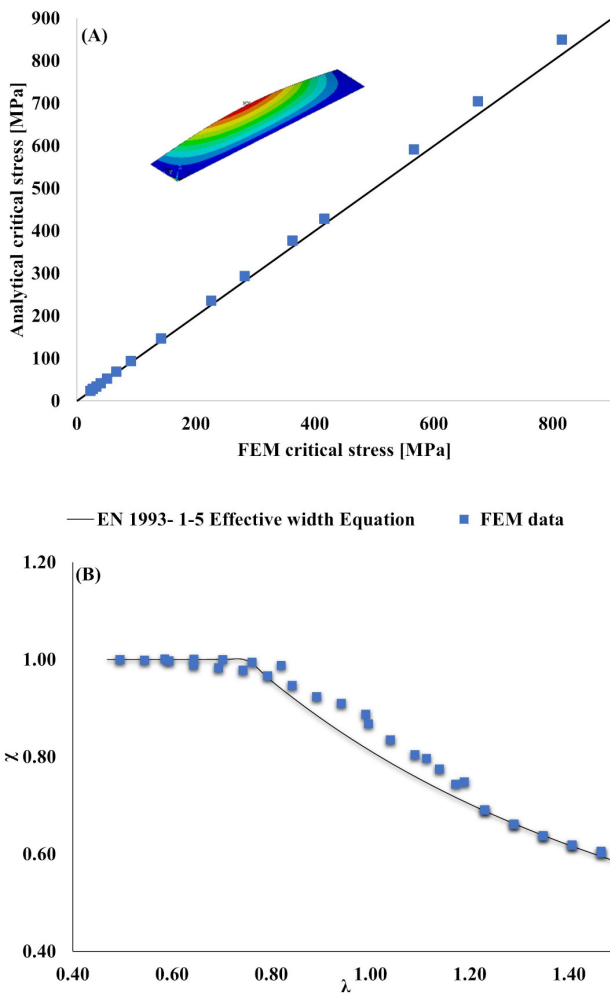 (A)
900
800
700
600
500
400
300
200
100
0
Analytical critical stress [MPa]
0 200 400 600 800
FEM critical stress [MPa]
EN 1993- 1-5 Effective width Equation FEM data
(B)
1.20
1.00
0.80
0.60
0.40
χ
0.40 0.60 0.80 1.00 1.20 1.40
λ